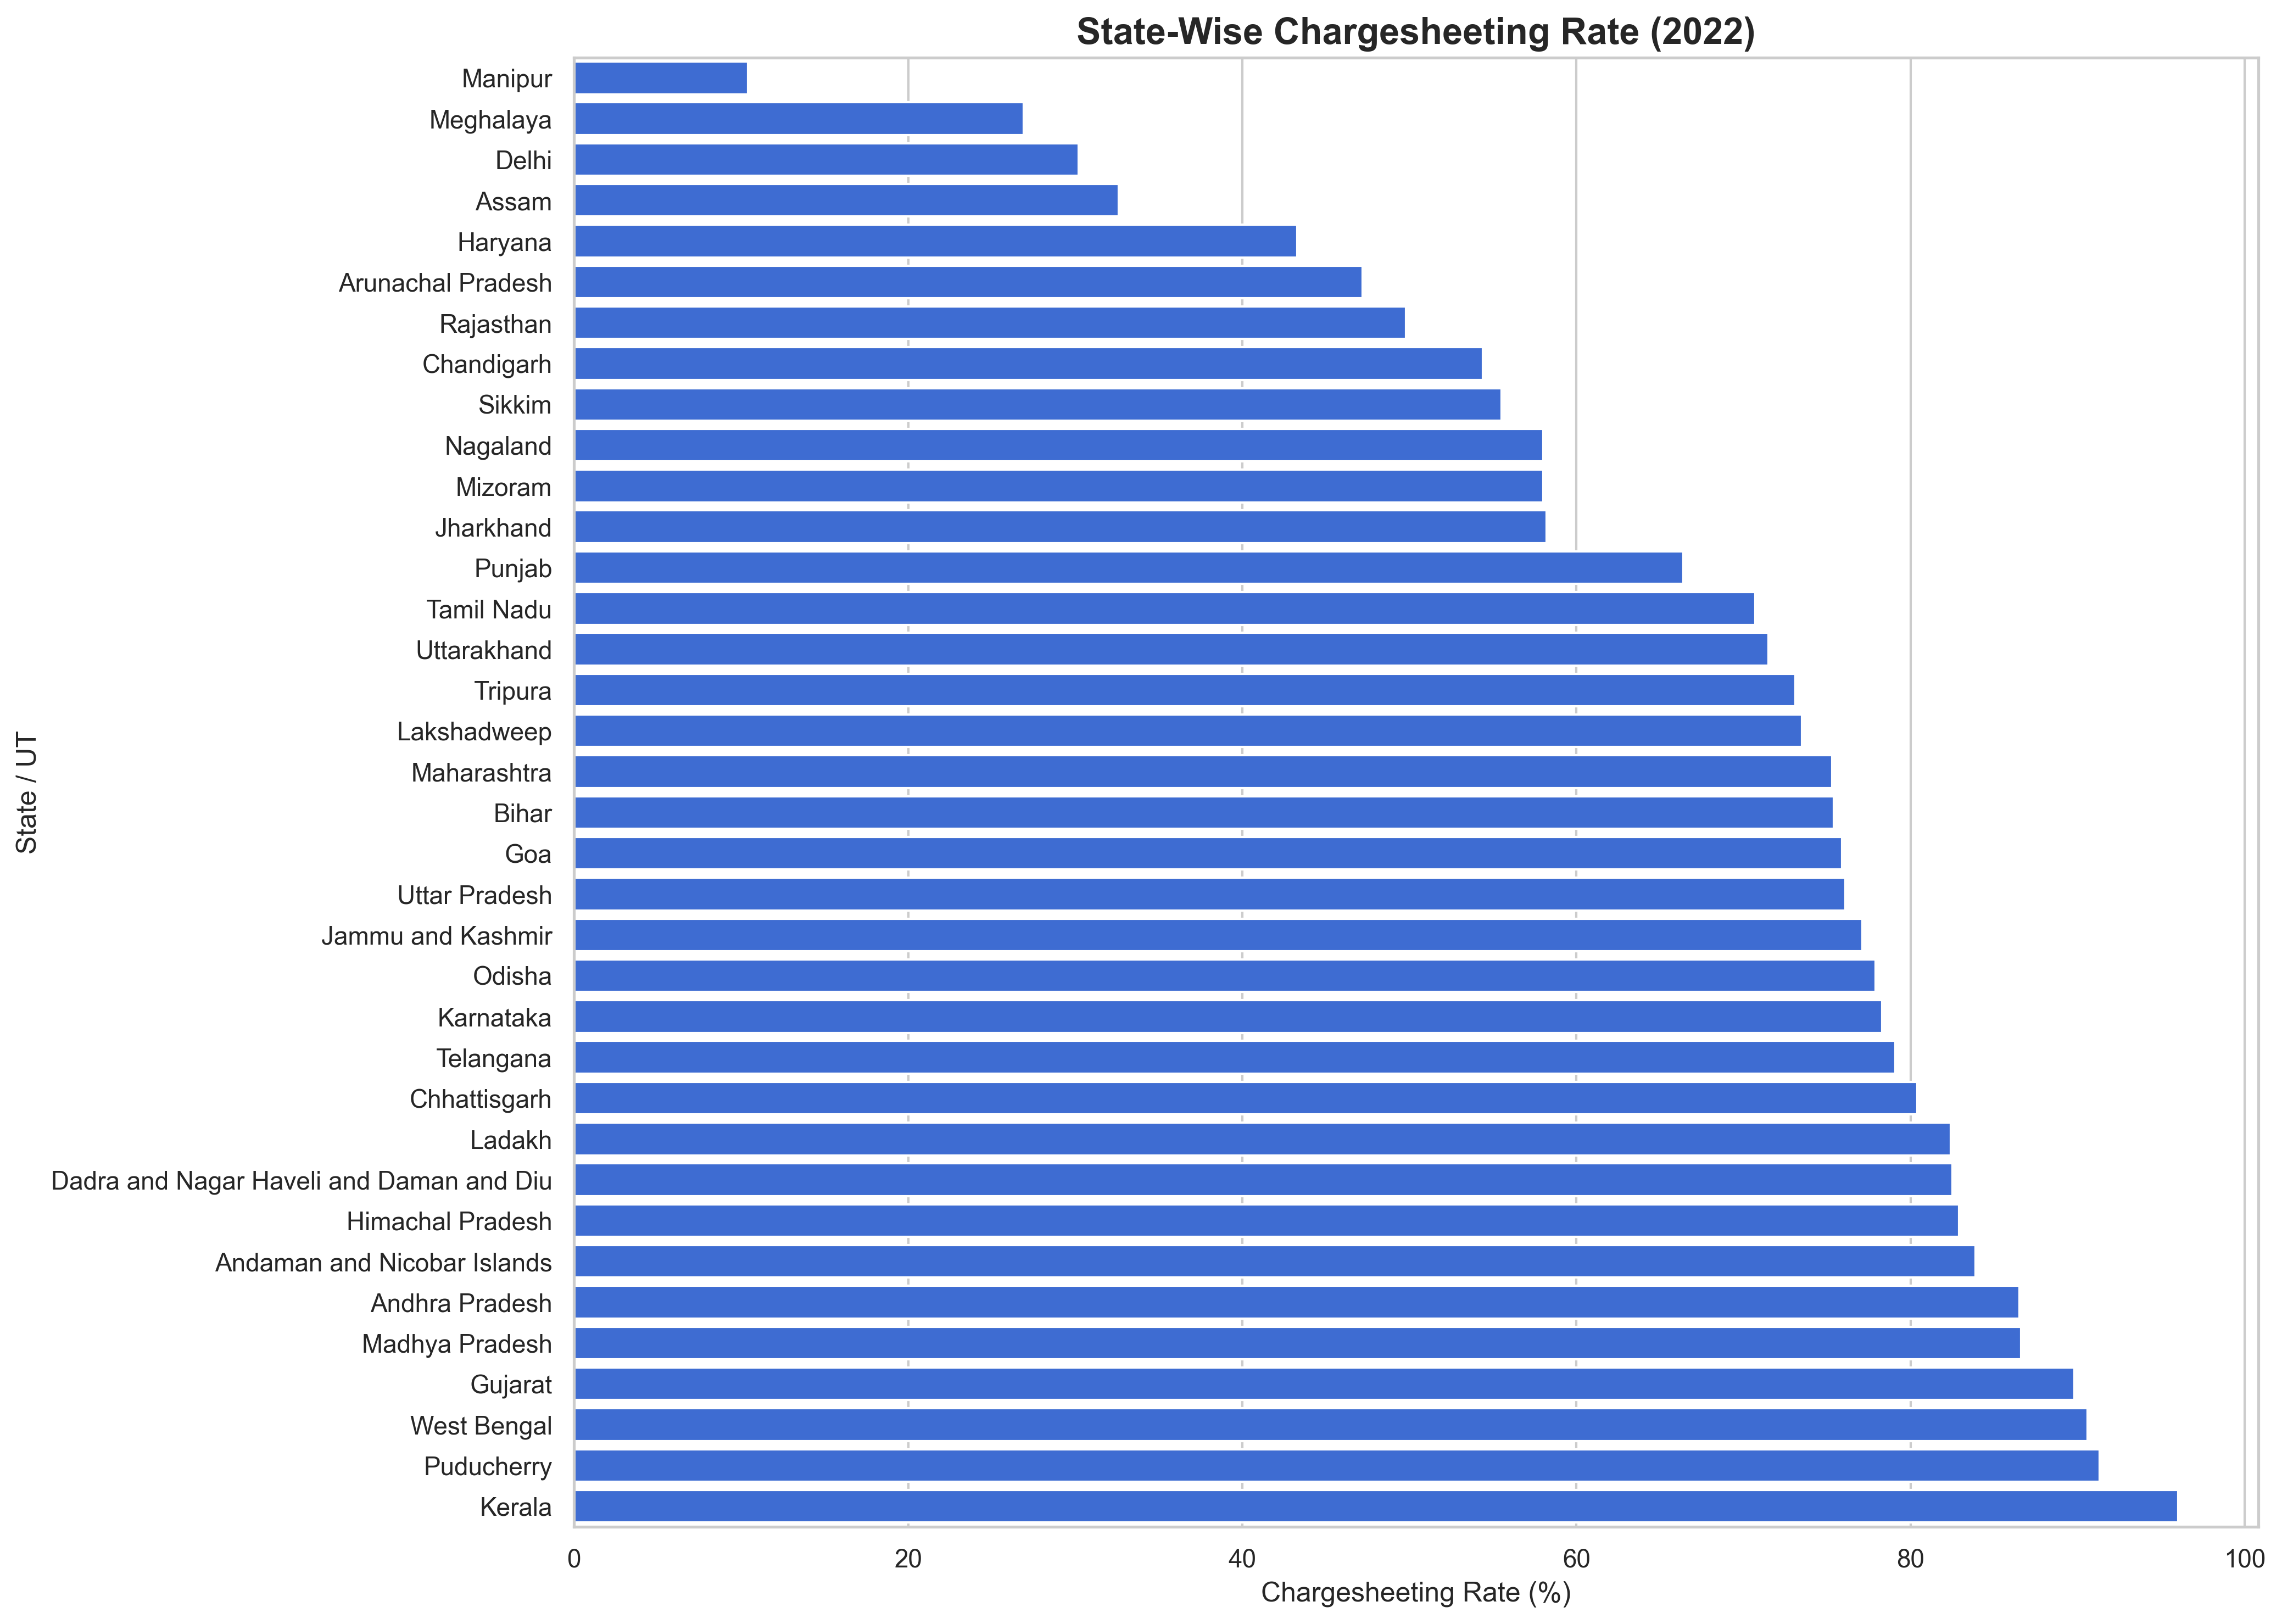 State-Wise Chargesheeting Rate (2022)
State / UT
Manipur
Meghalaya
Delhi
Assam
Haryana
Arunachal Pradesh
Rajasthan
Chandigarh
Sikkim
Nagaland
Mizoram
Jharkhand
Punjab
Tamil Nadu
Uttarakhand
Tripura
Lakshadweep
Maharashtra
Bihar
Goa
Uttar Pradesh
Jammu and Kashmir
Odisha
Karnataka
Telangana
Chhattisgarh
Ladakh
Dadra and Nagar Haveli and Daman and Diu
Himachal Pradesh
Andaman and Nicobar Islands
Andhra Pradesh
Madhya Pradesh
Gujarat
West Bengal
Puducherry
Kerala
0 20 40 60 80 100
Chargesheeting Rate (%)